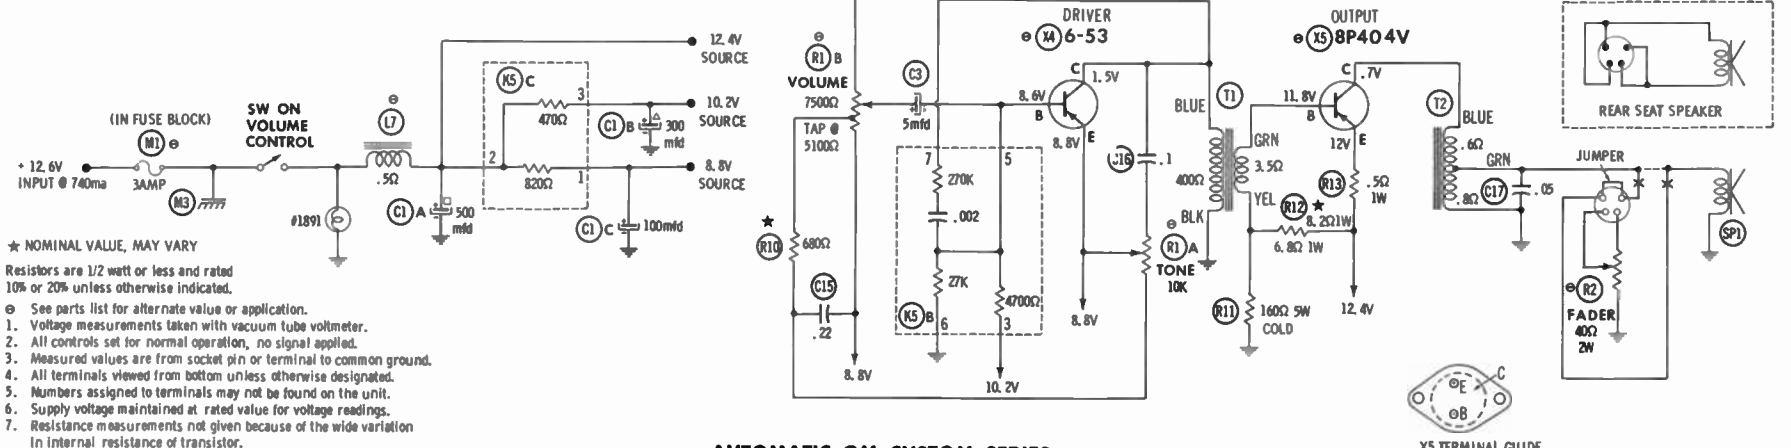 12.4V
SOURCE
K5 C
3
470Ω
C1 B
300
mfd
10.2V
SOURCE
(IN FUSE BLOCK)
M1 ⊖
SW ON
VOLUME
CONTROL
⊖
L7
.5Ω
+ 12.6V
INPUT @ 740ma
3AMP
M3
#1891
2
820Ω
1
8.8V
SOURCE
C1 A
500
mfd
C1 C
100mfd
★ NOMINAL VALUE, MAY VARY
Resistors are 1/2 watt or less and rated
10% or 20% unless otherwise indicated.
⊖ See parts list for alternate value or application.
1. Voltage measurements taken with vacuum tube voltmeter.
2. All controls set for normal operation, no signal applied.
3. Measured values are from socket pin or terminal to common ground.
4. All terminals viewed from bottom unless otherwise designated.
5. Numbers assigned to terminals may not be found on the unit.
6. Supply voltage maintained at rated value for voltage readings.
7. Resistance measurements not given because of the wide variation
in internal resistance of transistor.
⊖
R1 B
VOLUME
7500Ω
TAP @
5100Ω
C3
5mfd
★
R10
680Ω
C15
.22
8.8V
7
5
270K
.002
27K
4700Ω
K5 B
6
3
10.2V
DRIVER
⊖ X4 6-53
C
1.5V
8.6V
B
E
8.8V
8.8V
C16
.1
BLUE
T1
400Ω
BLK
⊖
R1 A
TONE
10K
GRN
3.5Ω
YEL
R12 ★
8.2Ω1W
6.8Ω 1W
R11
160Ω 5W
COLD
OUTPUT
⊖ X5 8P404V
C
.7V
11.8V
B
12V
E
R13
.5Ω
1W
12.4V
T2
BLUE
.6Ω
GRN
.8Ω
C17
.05
JUMPER
⊖ R2
FADER
40Ω
2W
SP1
REAR SEAT SPEAKER
C
E
B
X5 TERMINAL GUIDE
AUTOMATIC GM CUSTOM SERIES